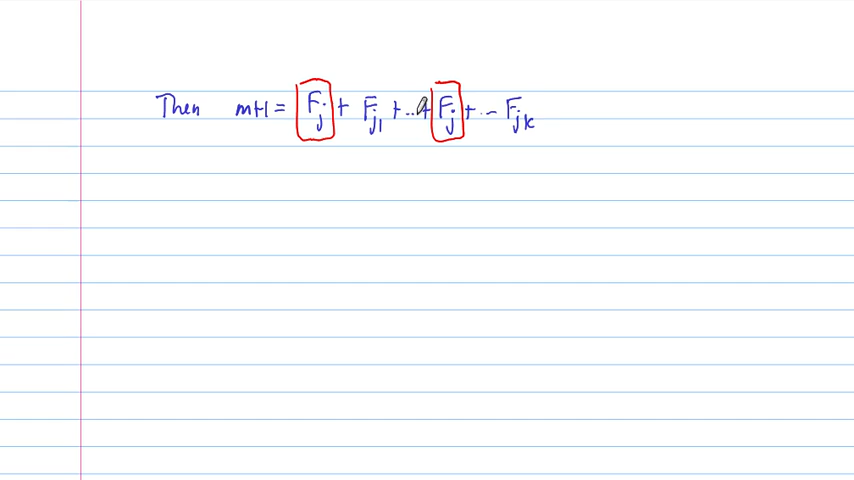 Then m+1 = F_j + F_j1 + ... + F_j + .. - F_jk